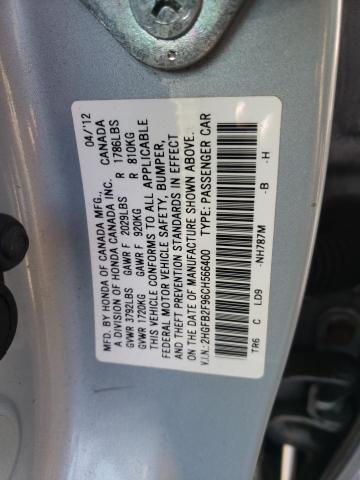 MFD. BY HONDA OF CANADA MFG., 04/12
A DIVISION OF HONDA CANADA INC. CANADA
GVWR 3792LBS GAWR F 2029LBS R 1786LBS
GVWR 1720KG GAWR F 920KG R 810KG
THIS VEHICLE CONFORMS TO ALL APPLICABLE
FEDERAL MOTOR VEHICLE SAFETY, BUMPER,
AND THEFT PREVENTION STANDARDS IN EFFECT
ON THE DATE OF MANUFACTURE SHOWN ABOVE.
V.I.N.: 2HGFB2F96CH566400 TYPE: PASSENGER CAR
TR6 C LD9 -NH787M -B -H